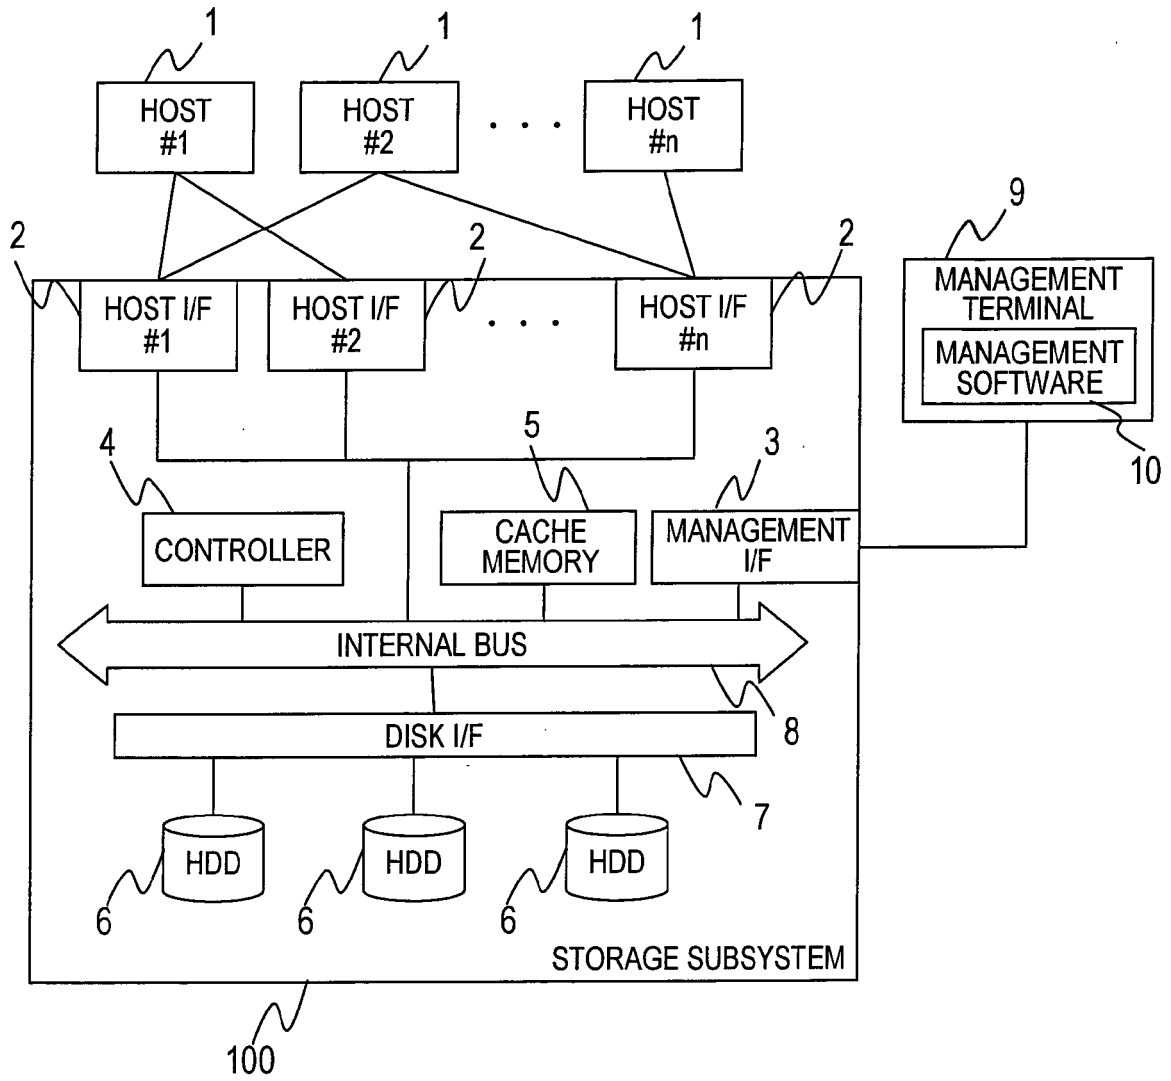 1
1
1
HOST
#1
HOST
#2
. . .
HOST
#n
9
2
2
2
MANAGEMENT
TERMINAL
HOST I/F
#1
HOST I/F
#2
. . .
HOST I/F
#n
MANAGEMENT
SOFTWARE
10
4
5
3
CONTROLLER
CACHE
MEMORY
MANAGEMENT
I/F
INTERNAL BUS
8
DISK I/F
7
HDD
HDD
HDD
6
6
6
STORAGE SUBSYSTEM
100